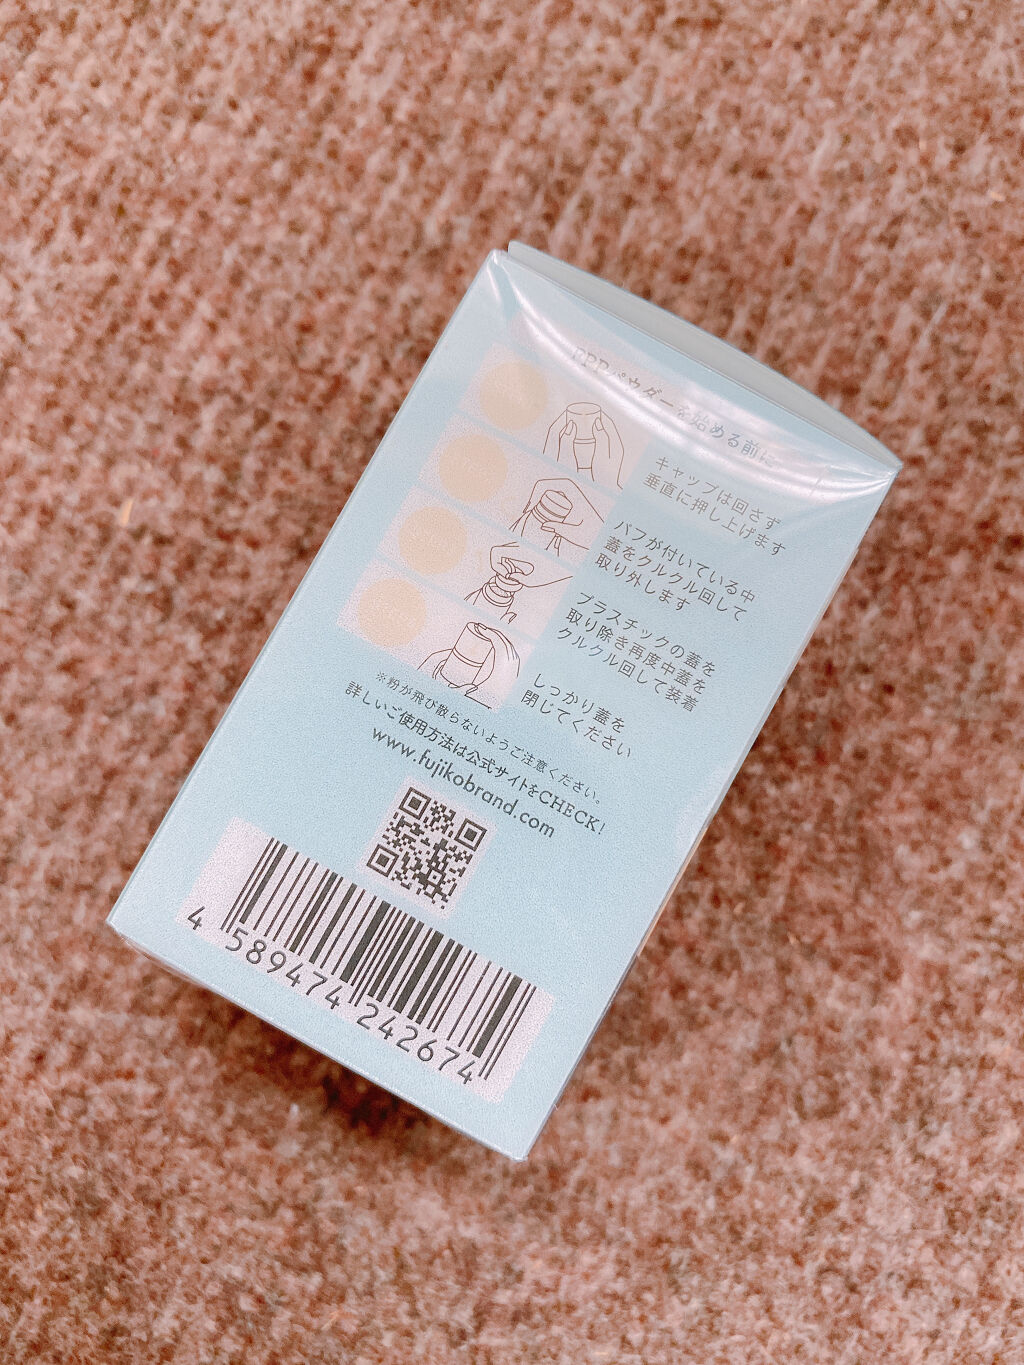 FPPパウダーを始める前に
キャップは回さず
垂直に押し上げます
パフが付いている中
蓋をクルクル回して
取り外します
プラスチックの蓋を
取り除き再度中蓋を
クルクル回して装着
しっかり蓋を
閉じてください
※粉が飛び散らないようご注意ください。
詳しいご使用方法は公式サイトをCHECK!
www.fujikobrand.com
4 589474 242674